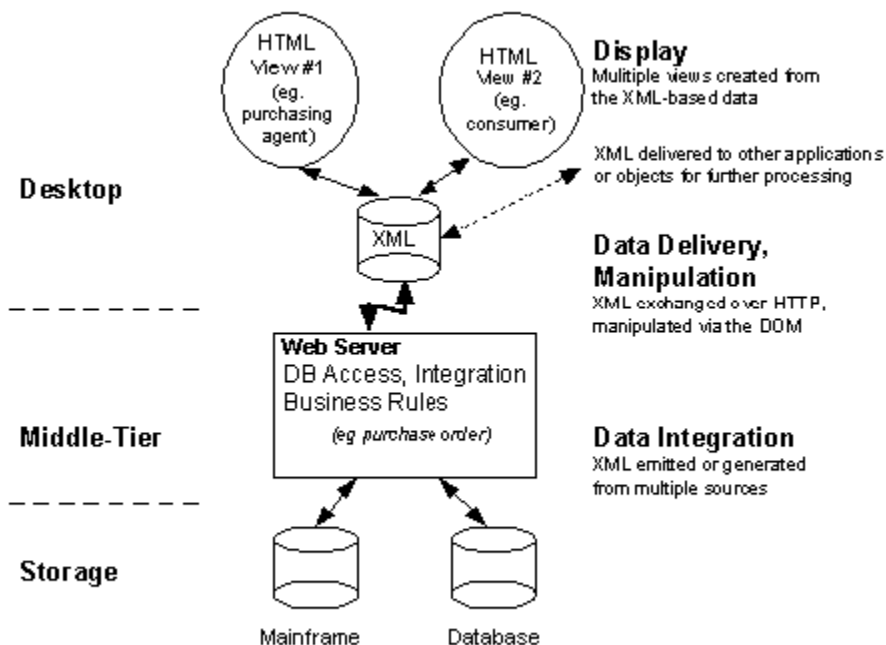 HTML
View #1
(eg.
purchasing
agent)
HTML
View #2
(eg.
consumer)
Display
Mulitiple views created from
the XML-based data
XML delivered to other applications
or objects for further processing
Desktop
XML
Data Delivery,
Manipulation
XML exchanged over HTTP,
manipulated via the DOM
Web Server
DB Access, Integration
Business Rules
(eg purchase order)
Middle-Tier
Data Integration
XML emitted or generated
from multiple sources
Storage
Mainframe
Database